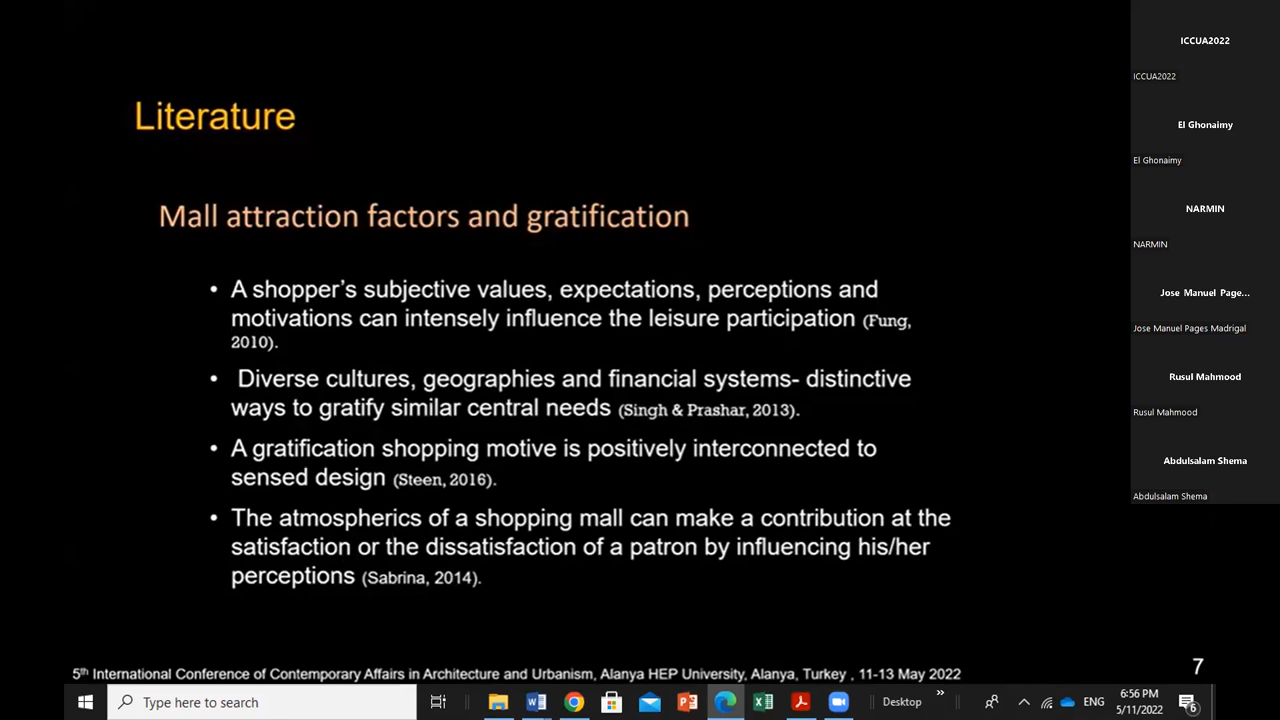 Literature
Mall attraction factors and gratification
• A shopper’s subjective values, expectations, perceptions and
motivations can intensely influence the leisure participation (Fung,
2010).
• Diverse cultures, geographies and financial systems- distinctive
ways to gratify similar central needs (Singh & Prashar, 2013).
• A gratification shopping motive is positively interconnected to
sensed design (Steen, 2016).
• The atmospherics of a shopping mall can make a contribution at the
satisfaction or the dissatisfaction of a patron by influencing his/her
perceptions (Sabrina, 2014).
5th International Conference of Contemporary Affairs in Architecture and Urbanism, Alanya HEP University, Alanya, Turkey , 11-13 May 2022
7
ICCUA2022
ICCUA2022
El Ghonaimy
El Ghonaimy
NARMIN
NARMIN
Jose Manuel Page...
Jose Manuel Pages Madrigal
Rusul Mahmood
Rusul Mahmood
Abdulsalam Shema
Abdulsalam Shema
Type here to search
Desktop
»
ENG
6:56 PM
5/11/2022
6